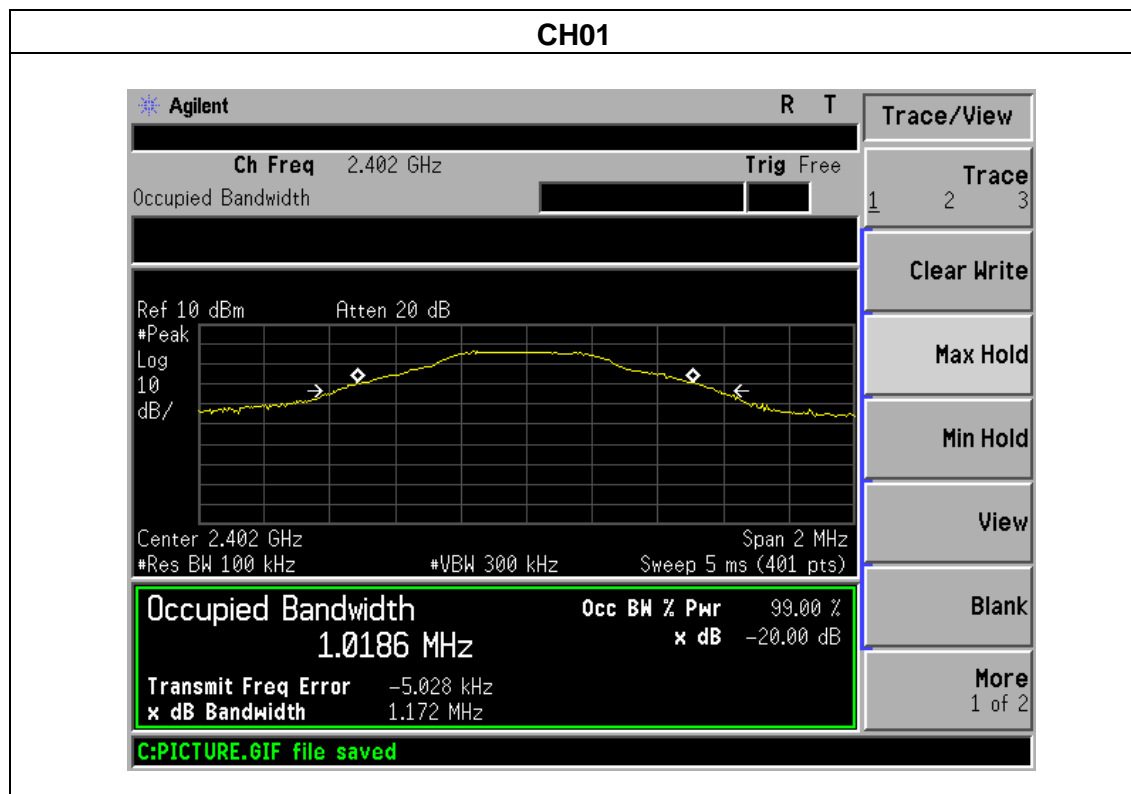 CH01
Agilent R T
Trace/View
Ch Freq 2.402 GHz Trig Free
Occupied Bandwidth
Trace
1 2 3
Clear Write
Max Hold
Min Hold
View
Blank
More
1 of 2
Ref 10 dBm Atten 20 dB
#Peak
Log
10
dB/
Center 2.402 GHz Span 2 MHz
#Res BW 100 kHz #VBW 300 kHz Sweep 5 ms (401 pts)
Occupied Bandwidth Occ BW % Pwr 99.00 %
1.0186 MHz x dB -20.00 dB
Transmit Freq Error -5.028 kHz
x dB Bandwidth 1.172 MHz
C:PICTURE.GIF file saved